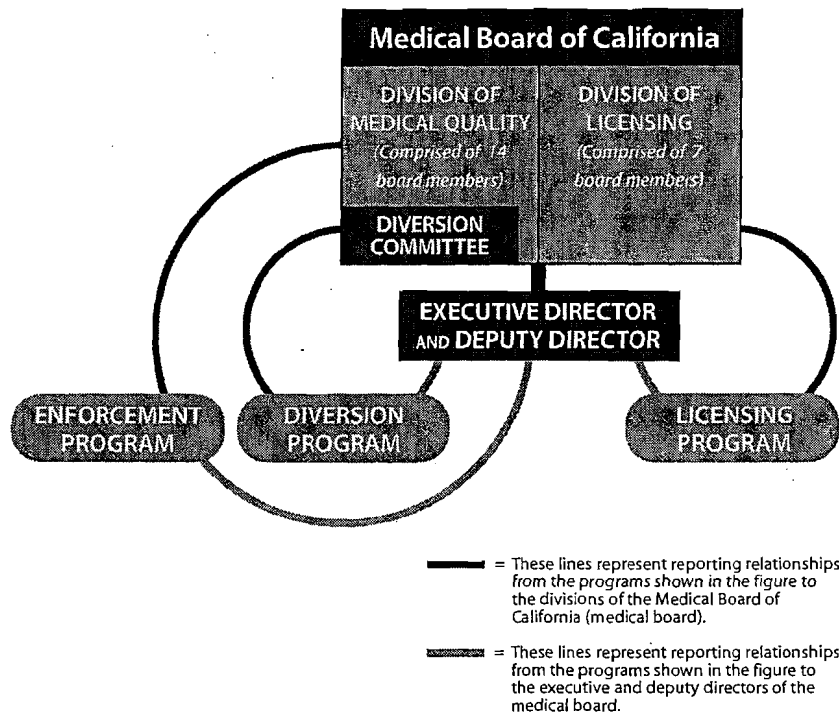 Medical Board of California
DIVISION OF
MEDICAL QUALITY
(Comprised of 14
board members)
DIVISION OF
LICENSING
(Comprised of 7
board members)
DIVERSION
COMMITTEE
EXECUTIVE DIRECTOR
AND DEPUTY DIRECTOR
ENFORCEMENT
PROGRAM
DIVERSION
PROGRAM
LICENSING
PROGRAM
= These lines represent reporting relationships
from the programs shown in the figure to
the divisions of the Medical Board of
California (medical board).
= These lines represent reporting relationships
from the programs shown in the figure to
the executive and deputy directors of the
medical board.